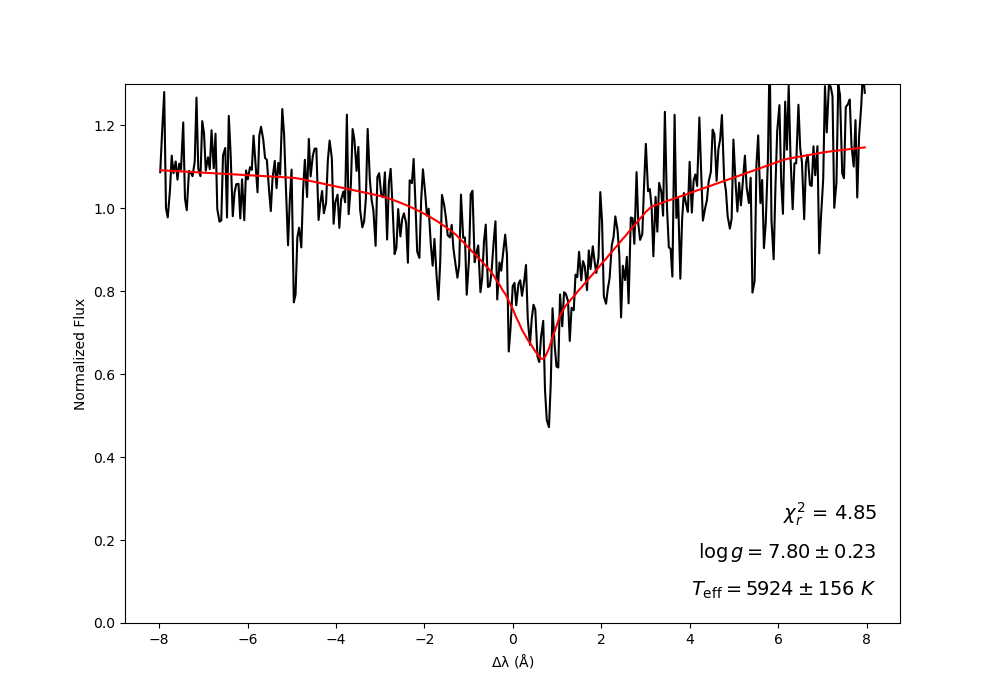 1.2
1.0
0.8
0.6
0.4
0.2
0.0
Normalized Flux
χ²ᵣ = 4.85
log g = 7.80 ± 0.23
T_eff = 5924 ± 156 K
−8 −6 −4 −2 0 2 4 6 8
Δλ (Å)